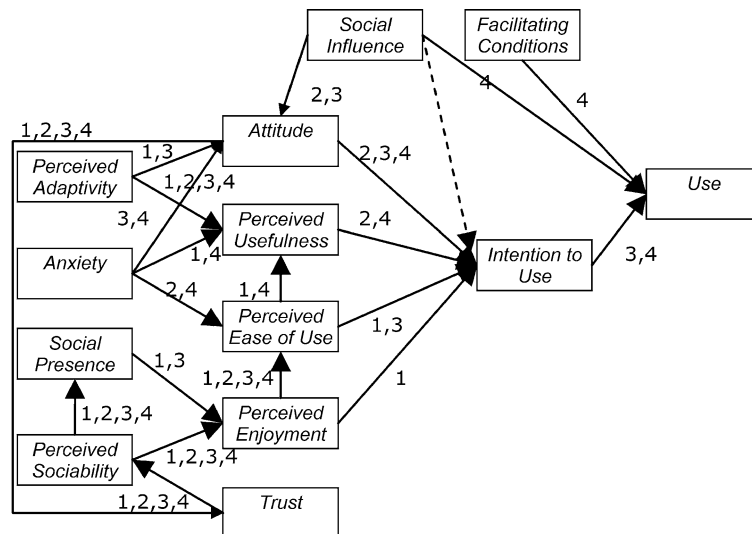 Social
Influence
Facilitating
Conditions
4
4
2,3
1,2,3,4
Attitude
1,3
2,3,4
Perceived
Adaptivity
1,2,3,4
Use
3,4
Perceived
Usefulness
2,4
Anxiety
1,4
Intention to
Use
3,4
2,4
1,4
Perceived
Ease of Use
1,3
Social
Presence
1,3
1,2,3,4
1
1,2,3,4
Perceived
Enjoyment
Perceived
Sociability
1,2,3,4
1,2,3,4
Trust